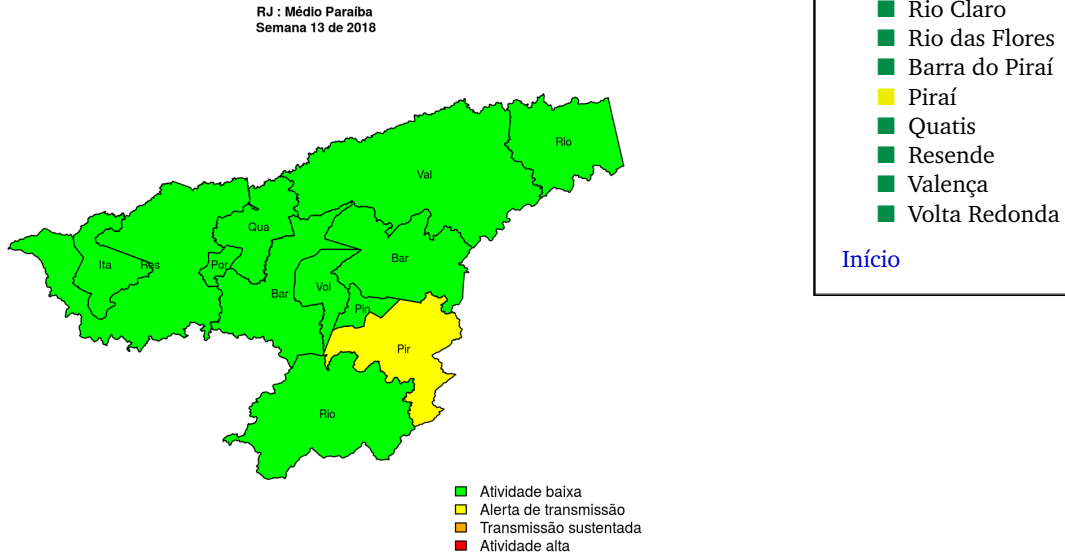 RJ : Médio Paraíba
Semana 13 de 2018
Rio
Val
Qua
Ita
Res
Por
Bar
Bar
Vol
Pin
Pir
Rio
Atividade baixa
Alerta de transmissão
Transmissão sustentada
Atividade alta
Rio Claro
Rio das Flores
Barra do Piraí
Piraí
Quatis
Resende
Valença
Volta Redonda
Início